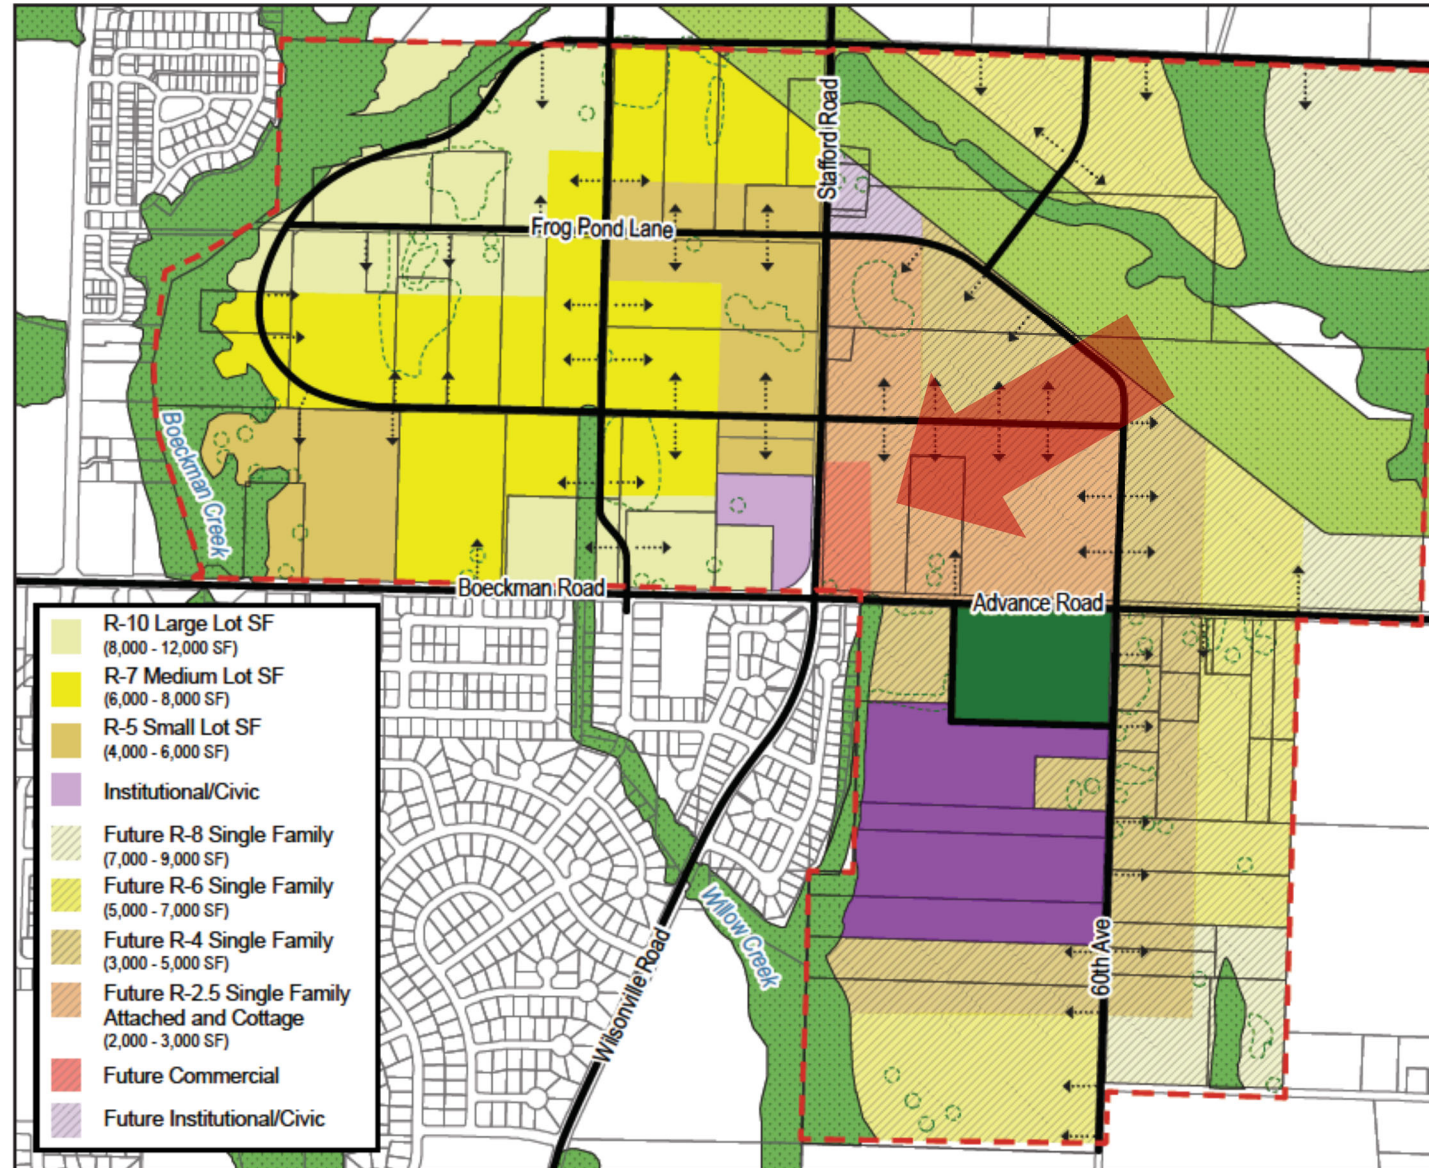 Stafford Road
Frog Pond Lane
Boeckman Creek
Boeckman Road
Advance Road
R-10 Large Lot SF
(8,000 - 12,000 SF)
R-7 Medium Lot SF
(6,000 - 8,000 SF)
R-5 Small Lot SF
(4,000 - 6,000 SF)
Institutional/Civic
Future R-8 Single Family
(7,000 - 9,000 SF)
Future R-6 Single Family
(5,000 - 7,000 SF)
Future R-4 Single Family
(3,000 - 5,000 SF)
Future R-2.5 Single Family
Attached and Cottage
(2,000 - 3,000 SF)
Future Commercial
Future Institutional/Civic
Willow Creek
Wilsonville Road
60th Ave